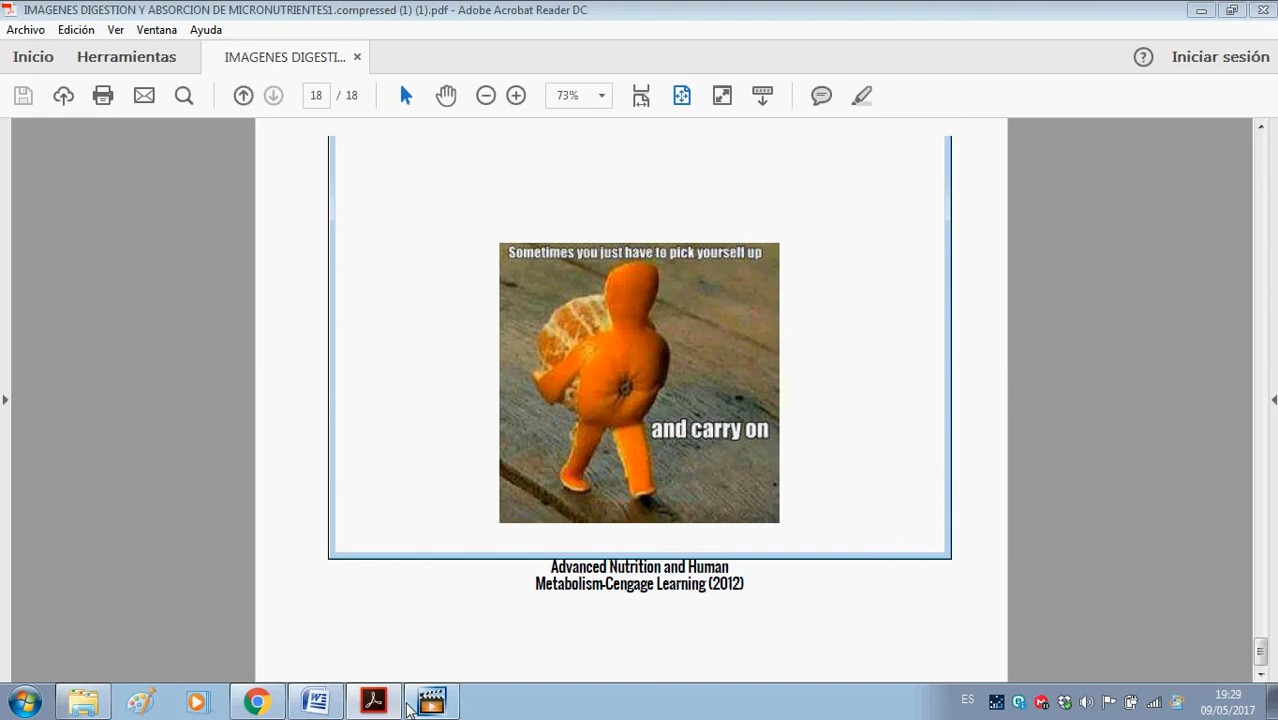 IMAGENES DIGESTION Y ABSORCION DE MICRONUTRIENTES1.compressed (1) (1).pdf - Adobe Acrobat Reader DC
Archivo Edición Ver Ventana Ayuda
Inicio Herramientas IMAGENES DIGESTI... × Iniciar sesión
18 / 18 73%
Sometimes you just have to pick yourself up
and carry on
Advanced Nutrition and Human
Metabolism-Cengage Learning (2012)
ES 19:29
09/05/2017